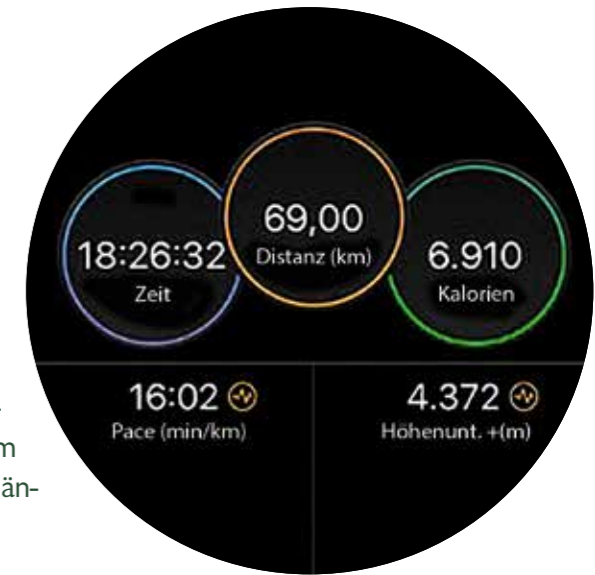 69,00
Distanz (km)
18:26:32
Zeit
6.910
Kalorien
16:02
Pace (min/km)
4.372
Höhenunt. +(m)
m
än-